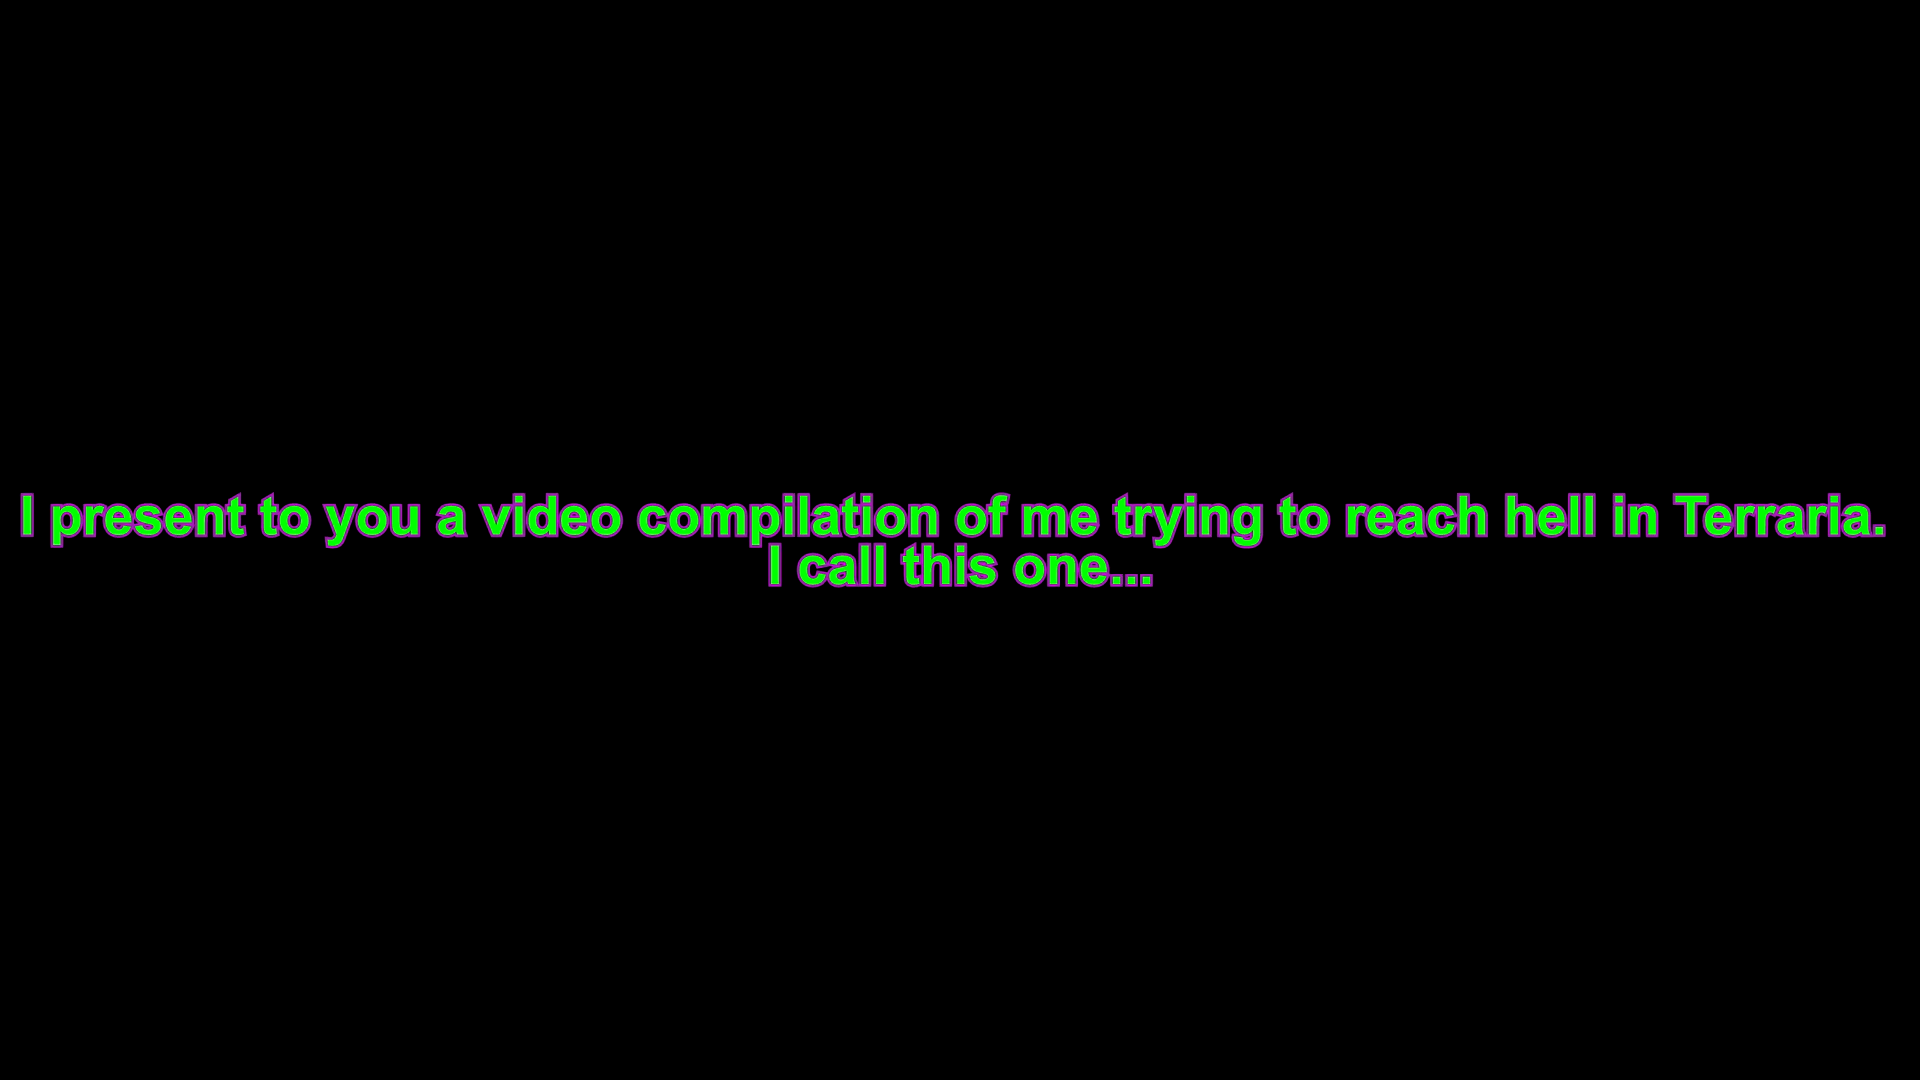 I present to you a video compilation of me trying to reach hell in Terraria.
I call this one...